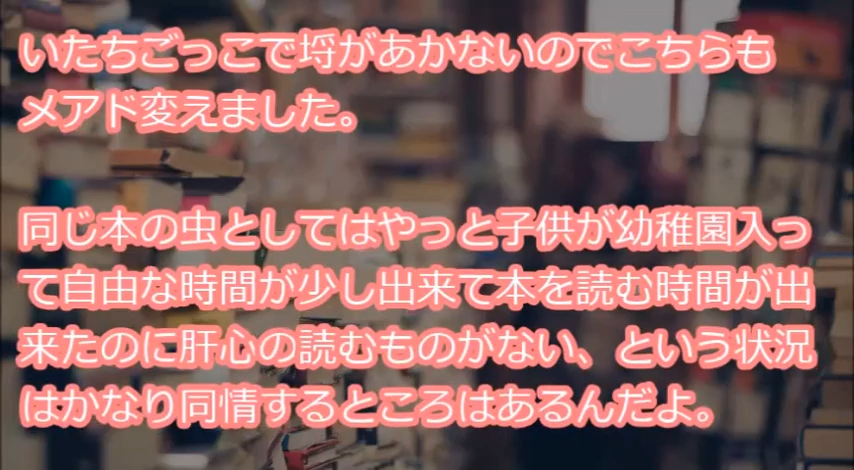 いたちごっこで埒があかないのでこちらも
メアド変えました。
同じ本の虫としてはやっと子供が幼稚園入っ
て自由な時間が少し出来て本を読む時間が出
来たのに肝心の読むものがない、という状況
はかなり同情するところはあるんだよ。